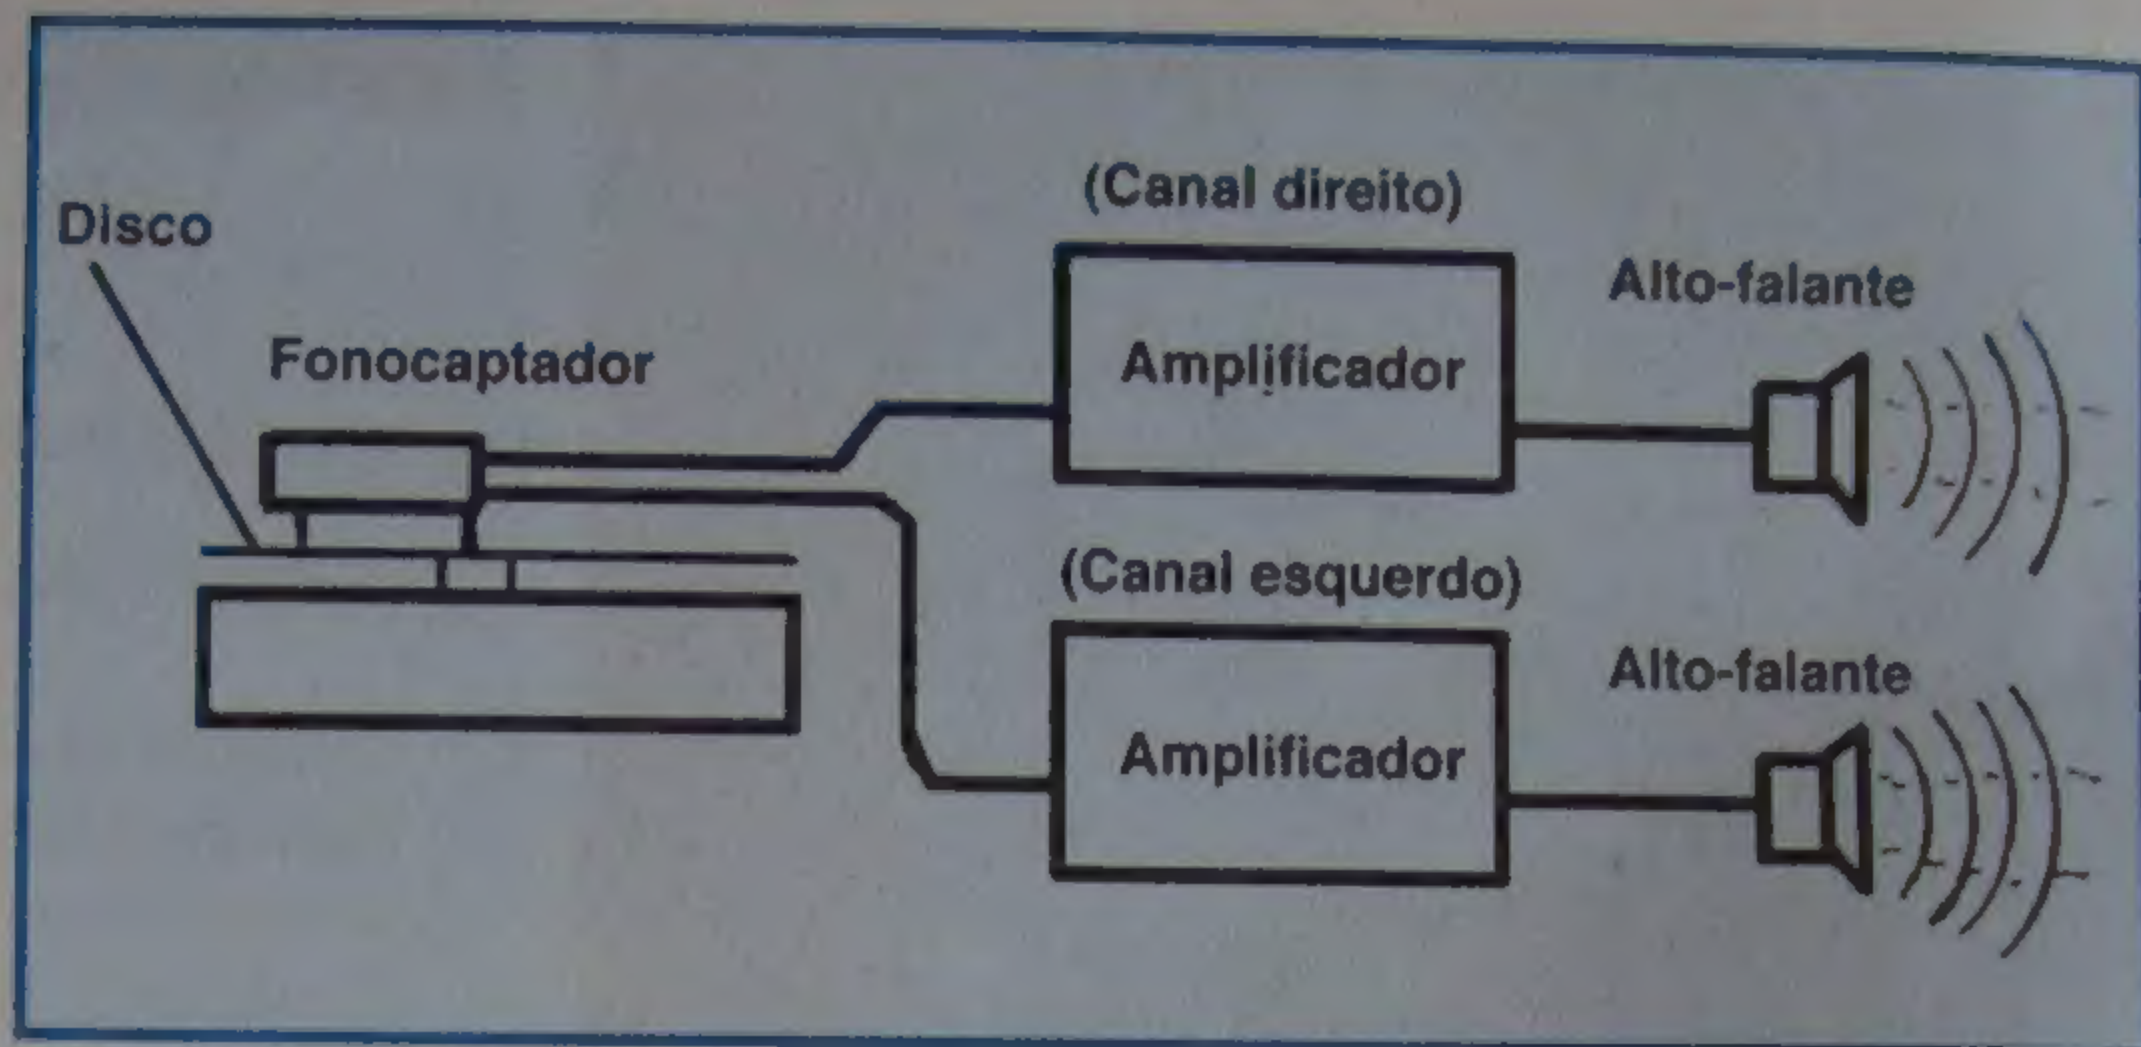 Disco
Fonocaptador
(Canal direito)
Amplificador
Alto-falante
(Canal esquerdo)
Amplificador
Alto-falante